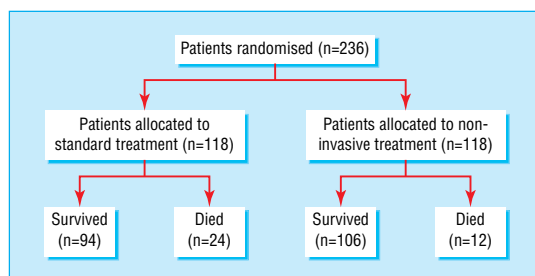 Patients randomised (n=236)
Patients allocated to
standard treatment (n=118)
Patients allocated to non-
invasive treatment (n=118)
Survived
(n=94)
Died
(n=24)
Survived
(n=106)
Died
(n=12)